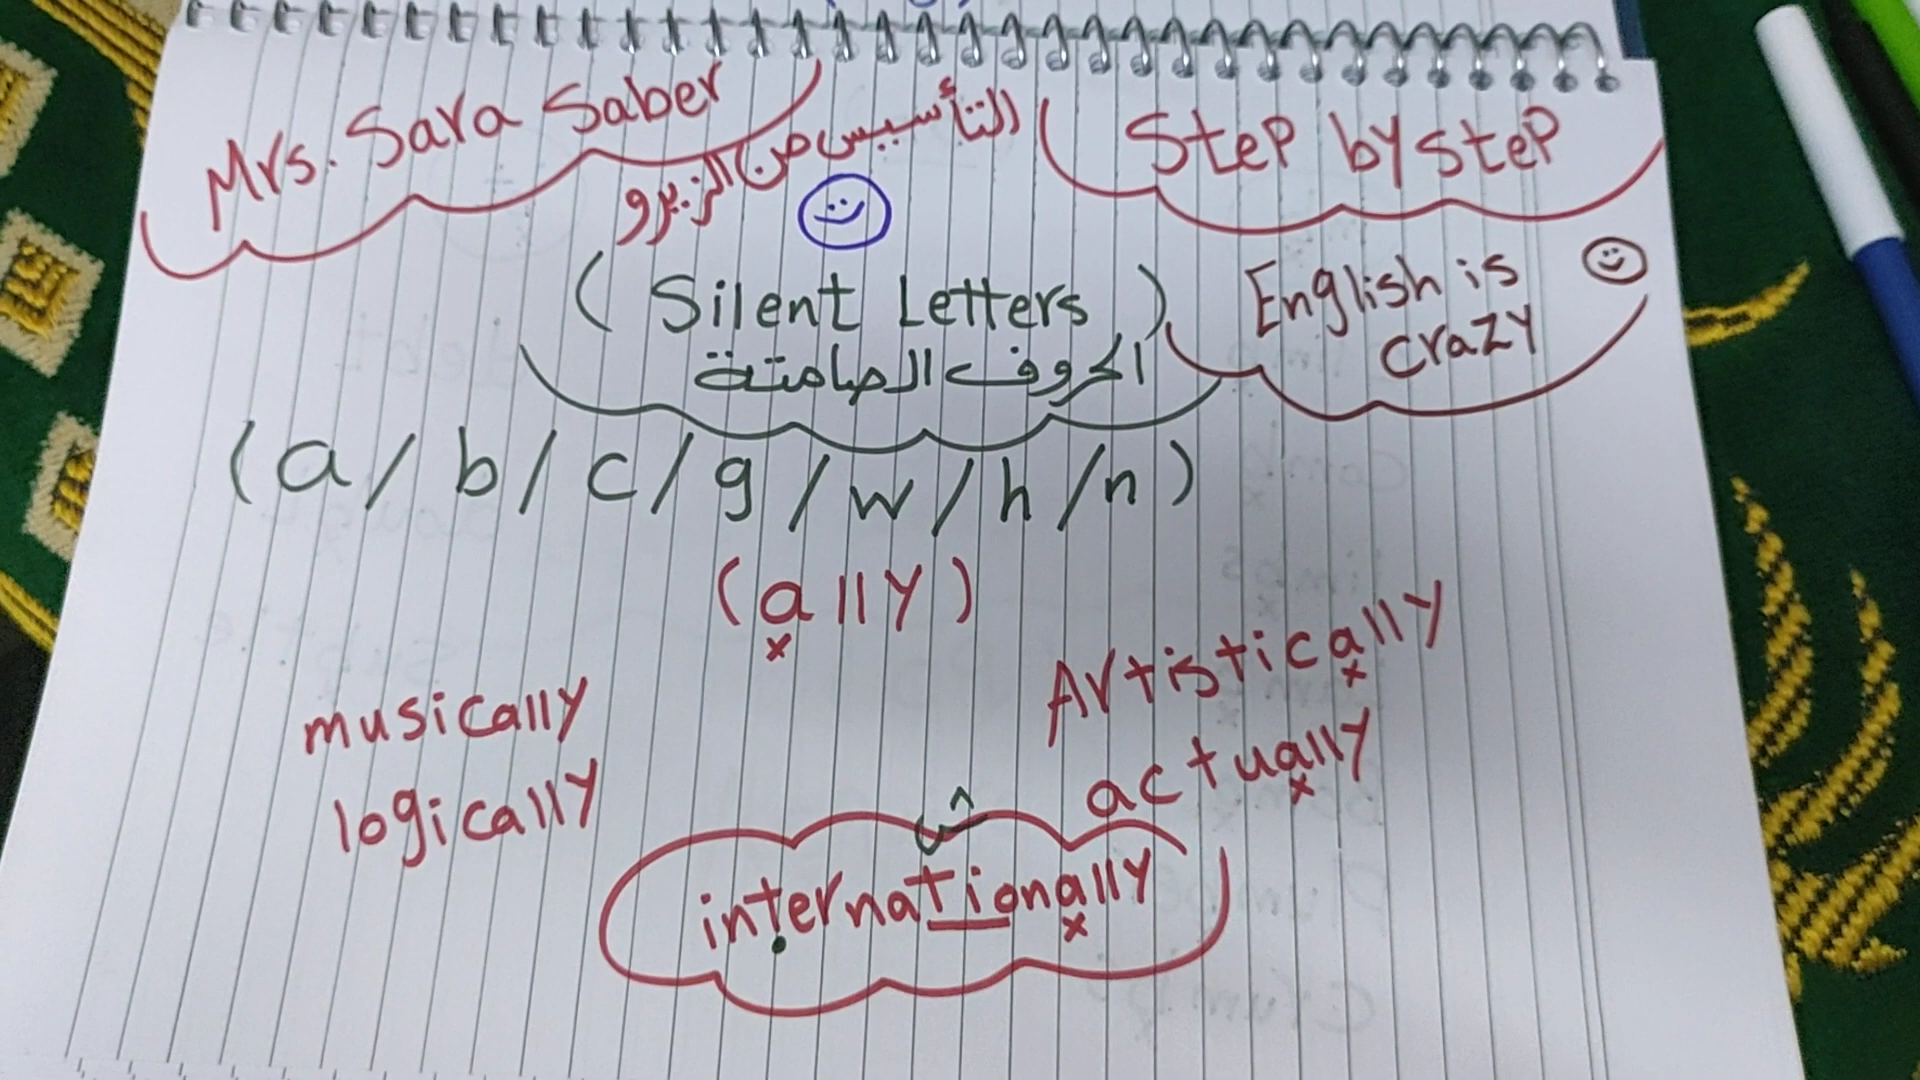 Mrs. Sara Saber
التأسيس من الزيرو
Step by step
(Silent Letters)
الحروف الصامتة
English is
crazy
(a/b/c/g/w/h/n)
(ally)
x
musically
Artistically
x
logically
actually
x
internationally
x